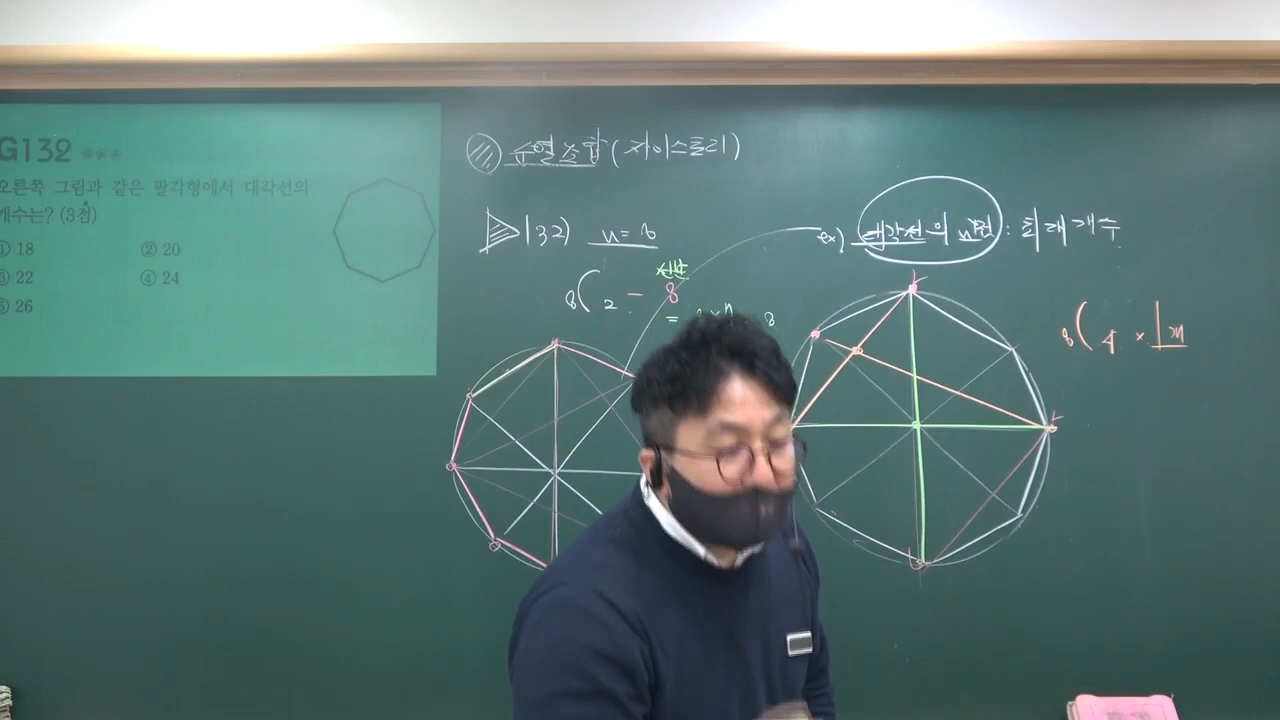 G132
오른쪽 그림과 같은 팔각형에서 대각선의
개수는? (3점)
① 18
② 20
③ 22
④ 24
⑤ 26
순열조합(자이스토리)
132) n=8
8C2 - 8
선분
=
8
ex) 대각선의 : 최대개수
8C4 × 1